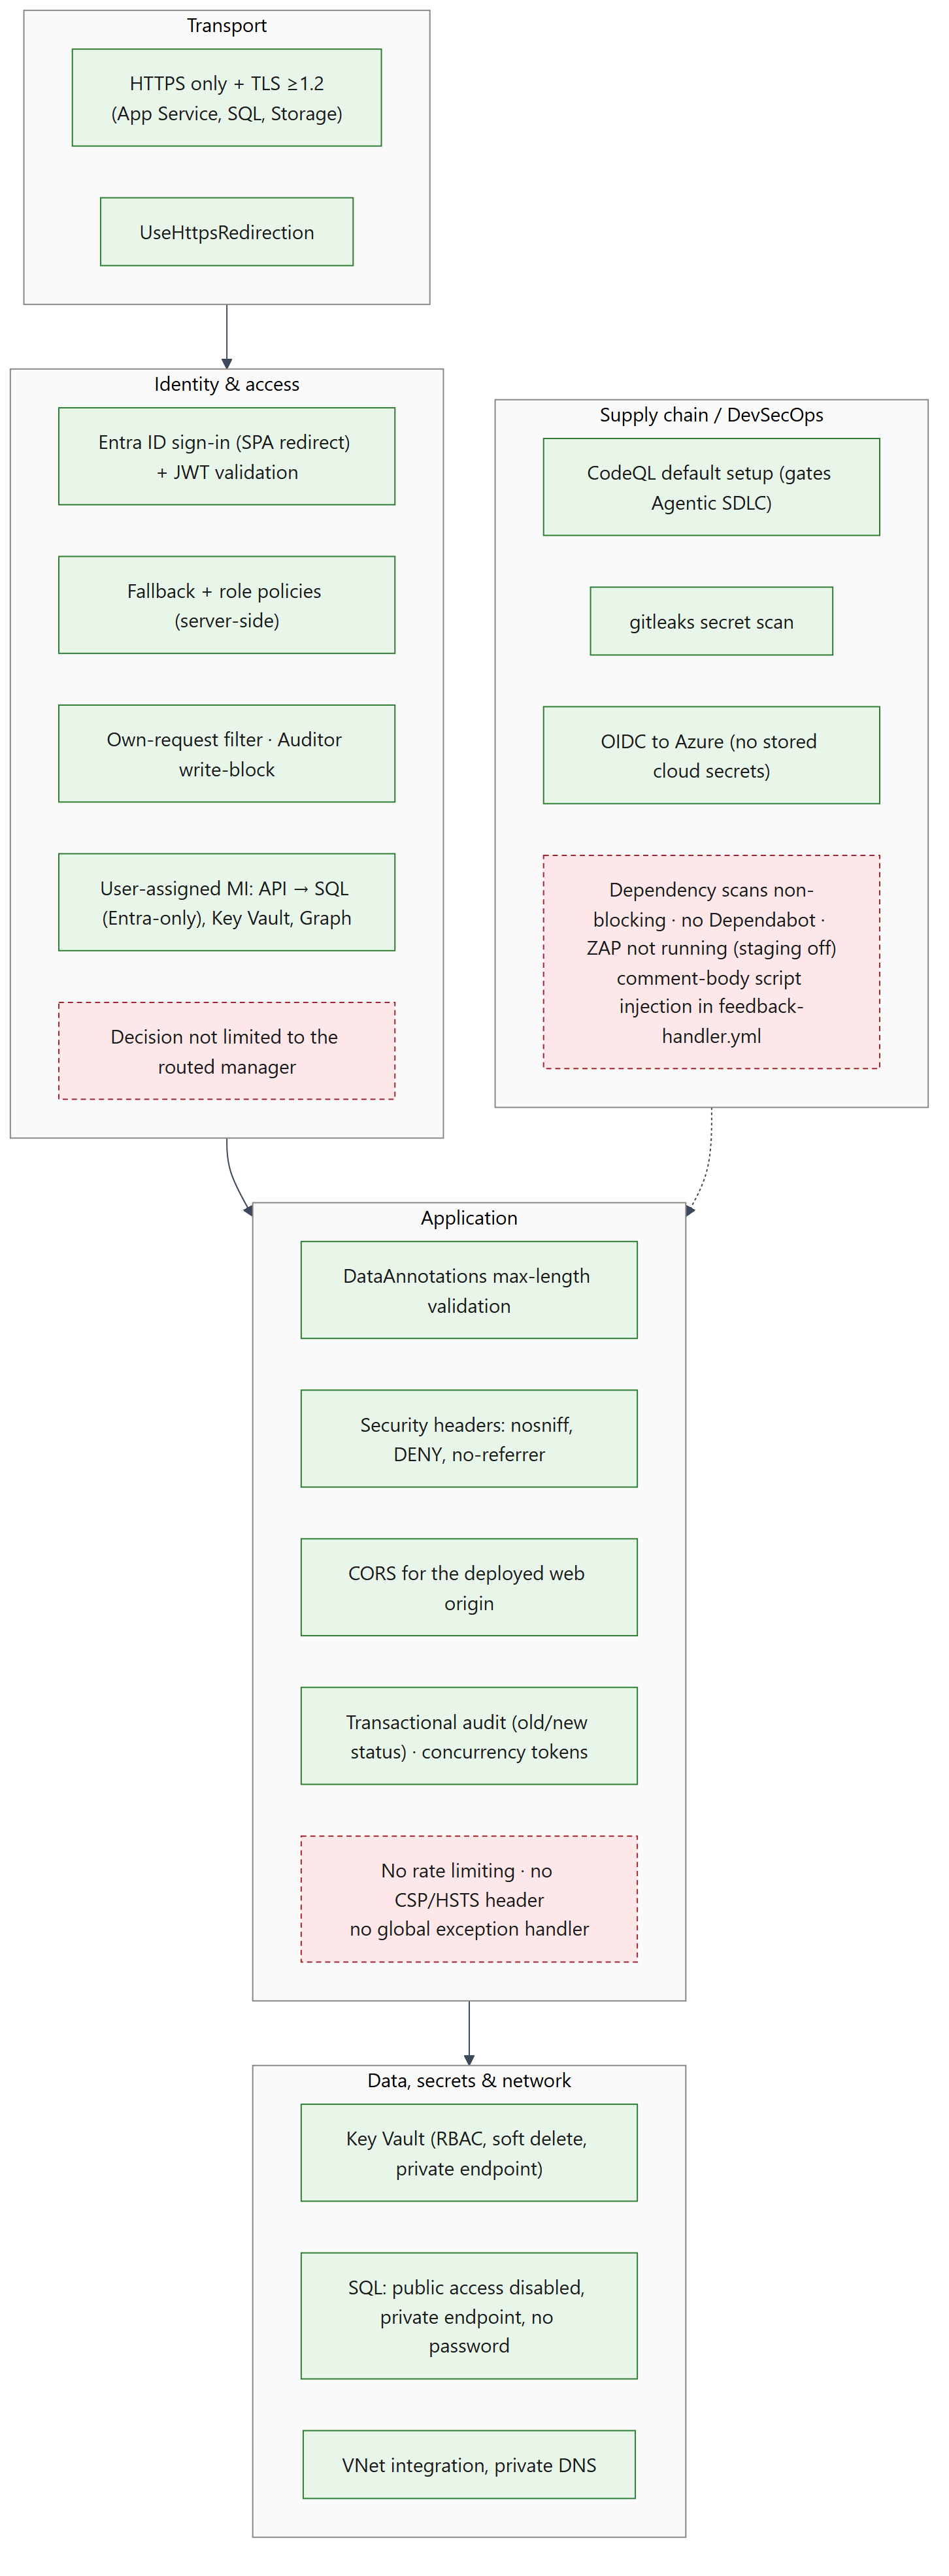 Transport
HTTPS only + TLS ≥1.2
(App Service, SQL, Storage)
UseHttpsRedirection
Identity & access
Entra ID sign-in (SPA redirect)
+ JWT validation
Fallback + role policies
(server-side)
Own-request filter · Auditor
write-block
User-assigned MI: API → SQL
(Entra-only), Key Vault, Graph
Decision not limited to the
routed manager
Supply chain / DevSecOps
CodeQL default setup (gates
Agentic SDLC)
gitleaks secret scan
OIDC to Azure (no stored
cloud secrets)
Dependency scans non-
blocking · no Dependabot ·
ZAP not running (staging off)
comment-body script
injection in feedback-
handler.yml
Application
DataAnnotations max-length
validation
Security headers: nosniff,
DENY, no-referrer
CORS for the deployed web
origin
Transactional audit (old/new
status) · concurrency tokens
No rate limiting · no
CSP/HSTS header
no global exception handler
Data, secrets & network
Key Vault (RBAC, soft delete,
private endpoint)
SQL: public access disabled,
private endpoint, no
password
VNet integration, private DNS